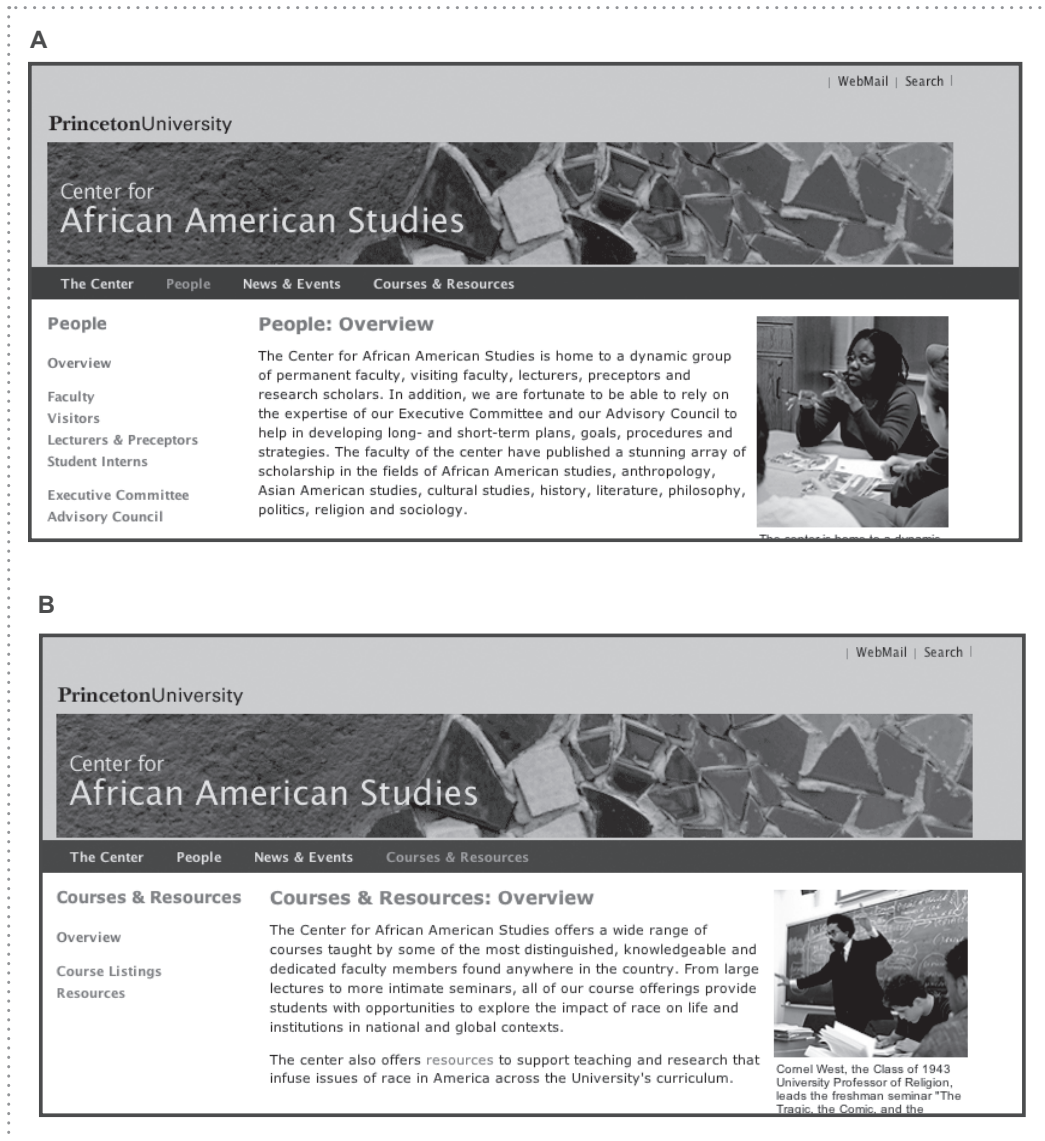 A
| WebMail | Search |
PrincetonUniversity
Center for
African American Studies
The Center People News & Events Courses & Resources
People
Overview
Faculty
Visitors
Lecturers & Preceptors
Student Interns
Executive Committee
Advisory Council
People: Overview
The Center for African American Studies is home to a dynamic group
of permanent faculty, visiting faculty, lecturers, preceptors and
research scholars. In addition, we are fortunate to be able to rely on
the expertise of our Executive Committee and our Advisory Council to
help in developing long- and short-term plans, goals, procedures and
strategies. The faculty of the center have published a stunning array of
scholarship in the fields of African American studies, anthropology,
Asian American studies, cultural studies, history, literature, philosophy,
politics, religion and sociology.
The center is home to a dynamic
B
| WebMail | Search |
PrincetonUniversity
Center for
African American Studies
The Center People News & Events Courses & Resources
Courses & Resources
Overview
Course Listings
Resources
Courses & Resources: Overview
The Center for African American Studies offers a wide range of
courses taught by some of the most distinguished, knowledgeable and
dedicated faculty members found anywhere in the country. From large
lectures to more intimate seminars, all of our course offerings provide
students with opportunities to explore the impact of race on life and
institutions in national and global contexts.
The center also offers resources to support teaching and research that
infuse issues of race in America across the University's curriculum.
Cornel West, the Class of 1943
University Professor of Religion,
leads the freshman seminar "The
Tragic, the Comic, and the